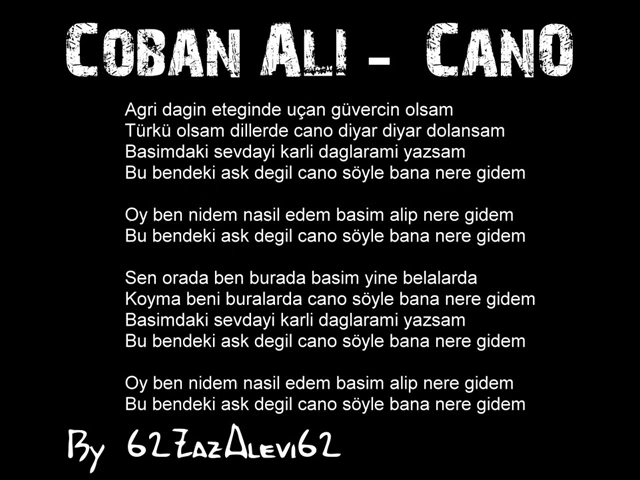 COBAN ALI - CANO
Agri dagin eteginde uçan güvercin olsam
Türkü olsam dillerde cano diyar diyar dolansam
Basimdaki sevdayi karli daglarami yazsam
Bu bendeki ask degil cano söyle bana nere gidem
Oy ben nidem nasil edem basim alip nere gidem
Bu bendeki ask degil cano söyle bana nere gidem
Sen orada ben burada basim yine belalarda
Koyma beni buralarda cano söyle bana nere gidem
Basimdaki sevdayi karli daglarami yazsam
Bu bendeki ask degil cano söyle bana nere gidem
Oy ben nidem nasil edem basim alip nere gidem
Bu bendeki ask degil cano söyle bana nere gidem
By 62ZazAlevi62